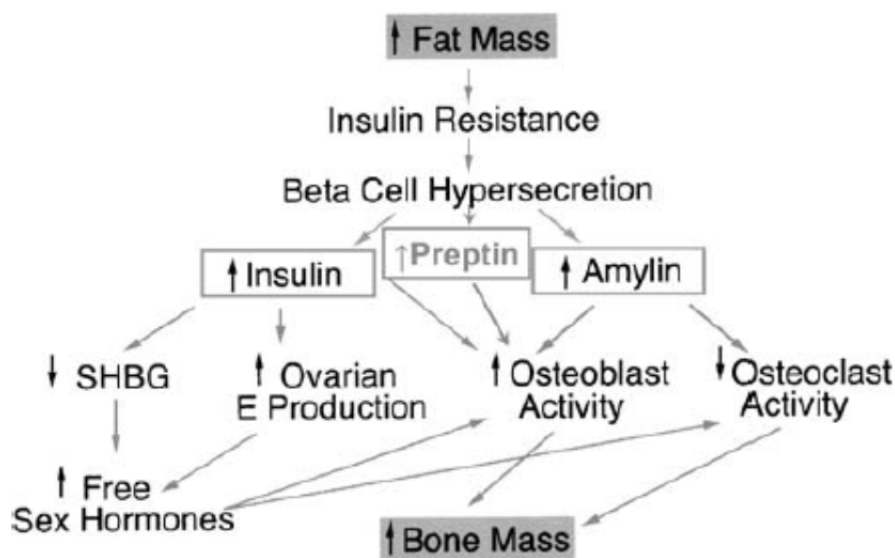 ↑ Fat Mass
Insulin Resistance
Beta Cell Hypersecretion
↑ Insulin
↑Preptin
↑ Amylin
↓ SHBG
↑ Ovarian
E Production
↑ Osteoblast
Activity
↓ Osteoclast
Activity
↑ Free
Sex Hormones
↑ Bone Mass